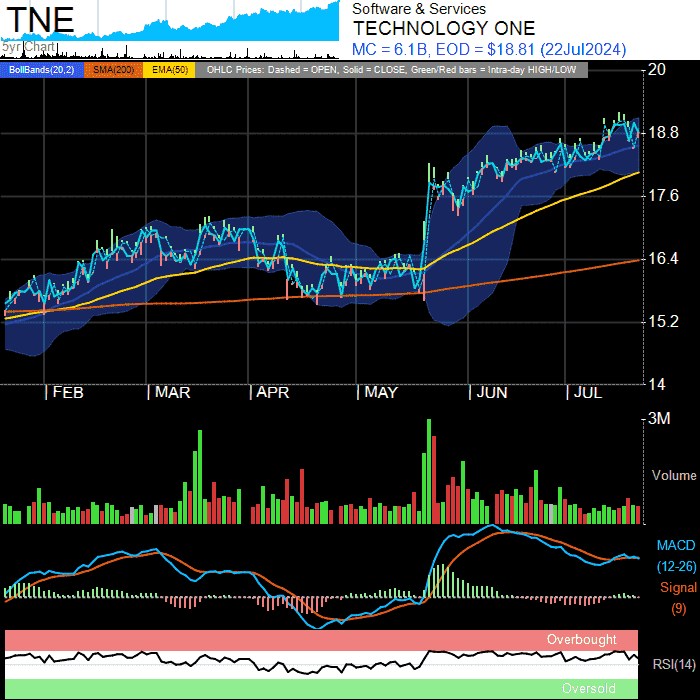 TNE
Software & Services
TECHNOLOGY ONE
MC = 6.1B, EOD = $18.81 (22Jul2024)
5yr Chart
BollBands(20,2) SMA(200) EMA(50) OHLC Prices: Dashed = OPEN, Solid = CLOSE, Green/Red bars = Intra-day HIGH/LOW
20
18.8
17.6
16.4
15.2
14
FEB MAR APR MAY JUN JUL
3M
Volume
MACD
(12-26)
Signal
(9)
Overbought
RSI(14)
Oversold